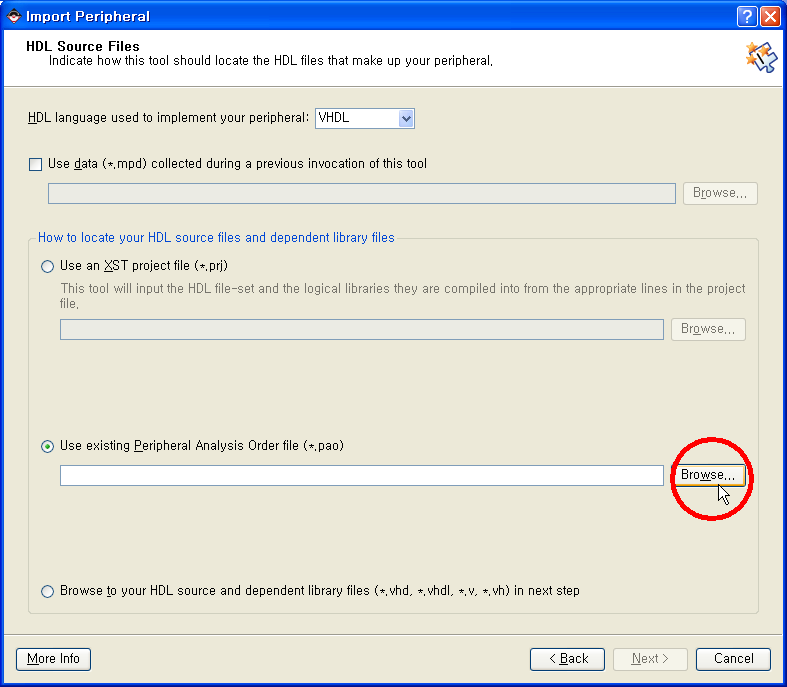 Import Peripheral
HDL Source Files
Indicate how this tool should locate the HDL files that make up your peripheral.
HDL language used to implement your peripheral: VHDL
Use data (*.mpd) collected during a previous invocation of this tool
Browse...
How to locate your HDL source files and dependent library files
Use an XST project file (*.prj)
This tool will input the HDL file-set and the logical libraries they are compiled into from the appropriate lines in the project
file.
Browse...
Use existing Peripheral Analysis Order file (*.pao)
Browse...
Browse to your HDL source and dependent library files (*.vhd, *.vhdl, *.v, *.vh) in next step
More Info
< Back
Next >
Cancel